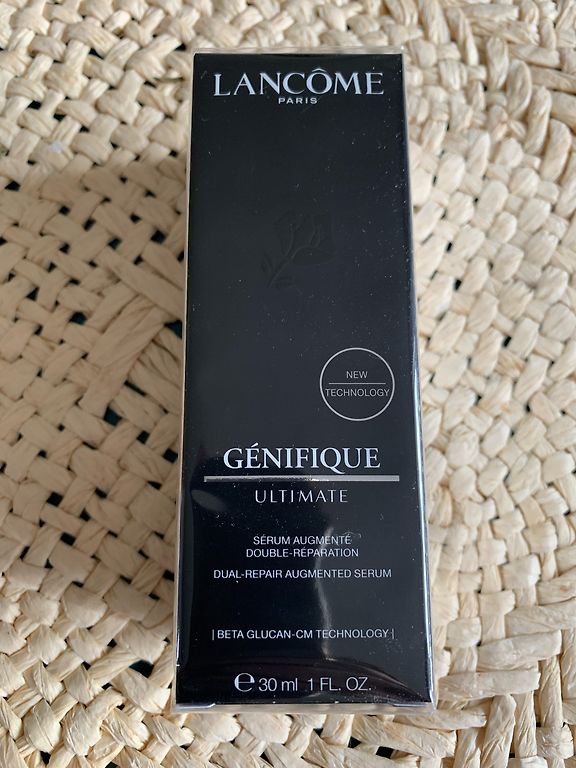 LANCÔME
PARIS
NEW
TECHNOLOGY
GÉNIFIQUE
ULTIMATE
SÉRUM AUGMENTÉ
DOUBLE-RÉPARATION
DUAL-REPAIR AUGMENTED SERUM
| BETA GLUCAN-CM TECHNOLOGY |
℮ 30 ml 1 FL. OZ.